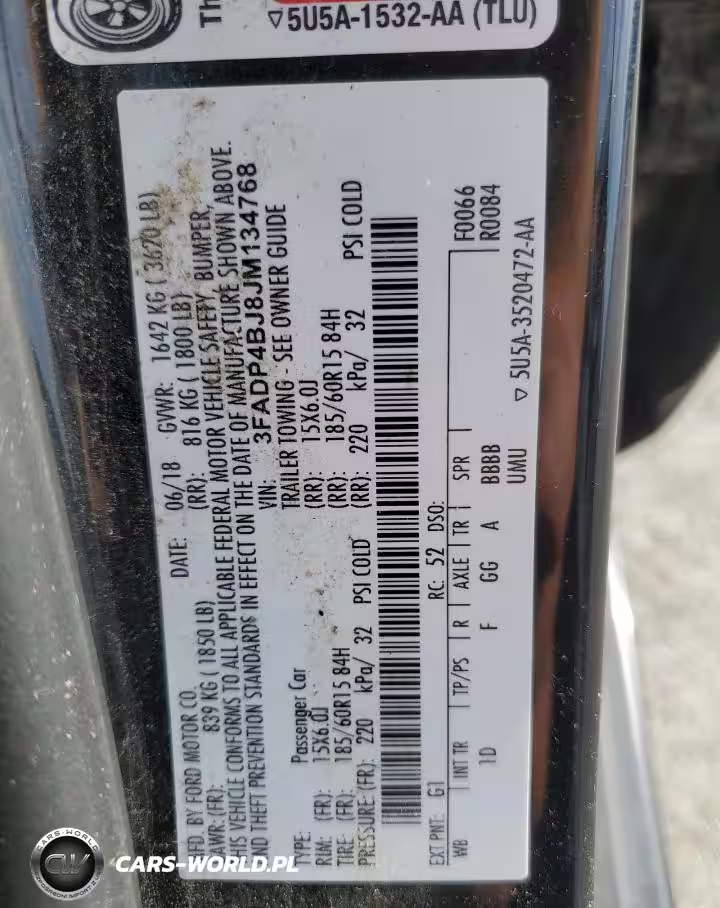 Th
▽5U5A-1532-AA (TLU)
MFD. BY FORD MOTOR CO.
DATE: 06/18 GVWR: 1642 KG ( 3620 LB)
GAWR: (FR): 839 KG ( 1850 LB) (RR): 816 KG ( 1800 LB)
THIS VEHICLE CONFORMS TO ALL APPLICABLE FEDERAL MOTOR VEHICLE SAFETY, BUMPER,
AND THEFT PREVENTION STANDARDS IN EFFECT ON THE DATE OF MANUFACTURE SHOWN ABOVE.
VIN: 3FADP4BJ8JM134768
TYPE: Passenger Car TRAILER TOWING - SEE OWNER GUIDE
RIM: (FR): 15X6.0J (RR): 15X6.0J
TIRE: (FR): 185/60R15 84H (RR): 185/60R15 84H
PRESSURE (FR): 220 kPa/ 32 PSI COLD (RR): 220 kPa/ 32 PSI COLD
EXT PNT: G1 RC: 52 DSO: F0066
R0084
WB INT TR TP/PS R AXLE TR SPR
1D F GG A BBBB
UMU
▽ 5U5A-3520472-AA
CARS-WORLD
CW
CARS-WORLD.PL